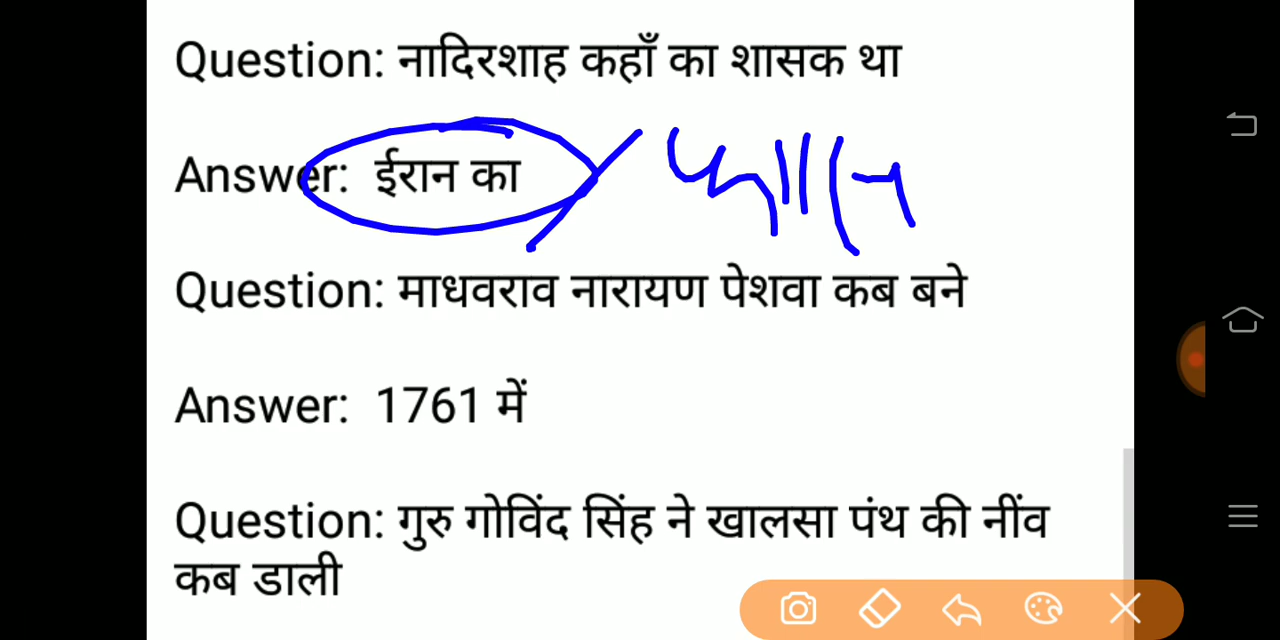 Question: नादिरशाह कहाँ का शासक था
Answer: ईरान का
Question: माधवराव नारायण पेशवा कब बने
Answer: 1761 में
Question: गुरु गोविंद सिंह ने खालसा पंथ की नींव
कब डाली